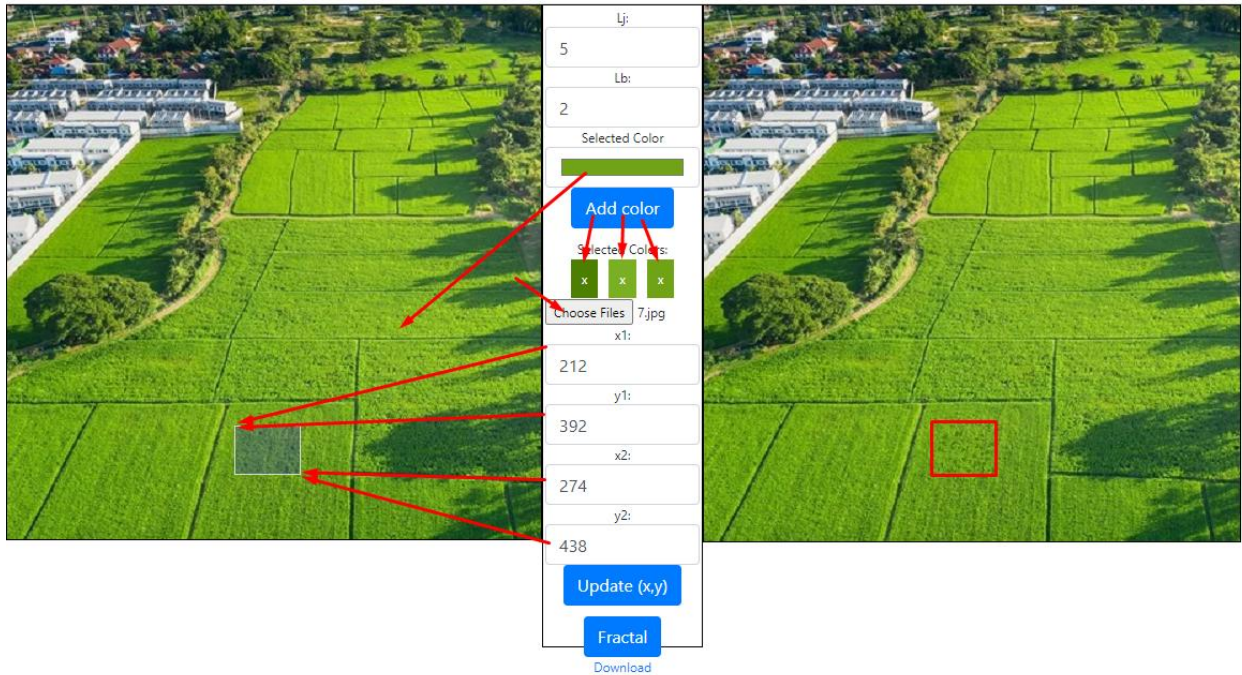 Lj:
5
Lb:
2
Selected Color
Add color
Selected Colors:
x x x
Choose Files 7.jpg
x1:
212
y1:
392
x2:
274
y2:
438
Update (x,y)
Fractal
Download